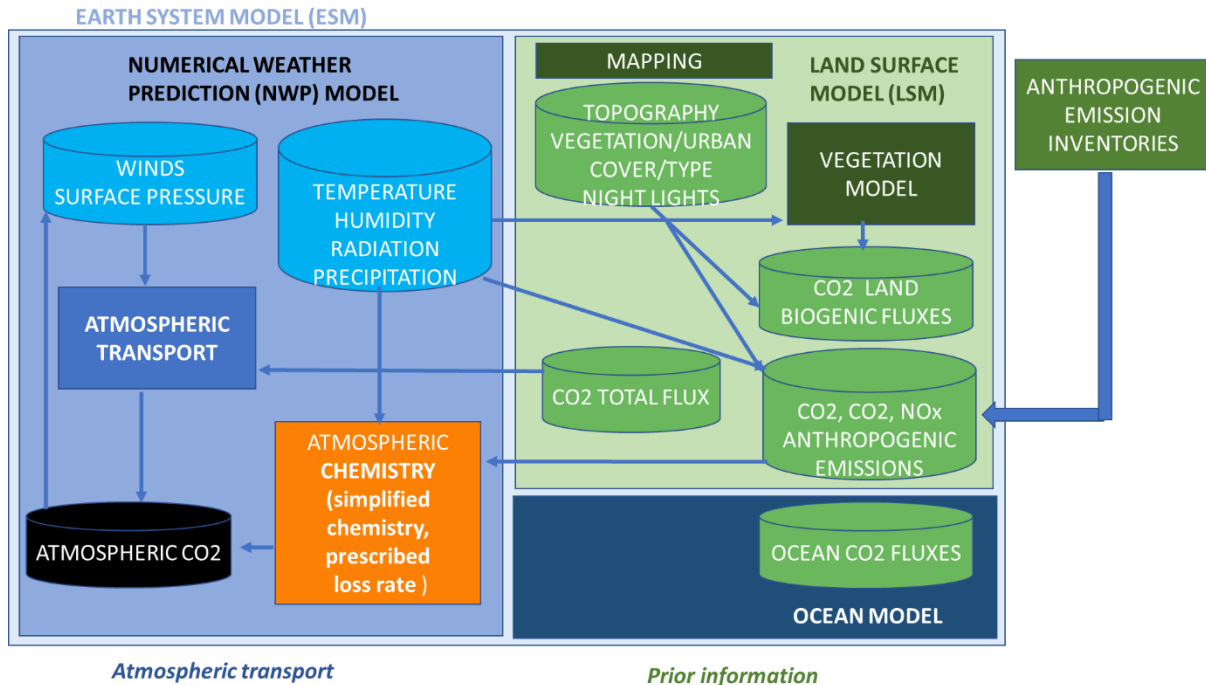 EARTH SYSTEM MODEL (ESM)
NUMERICAL WEATHER
PREDICTION (NWP) MODEL
WINDS
SURFACE PRESSURE
TEMPERATURE
HUMIDITY
RADIATION
PRECIPITATION
ATMOSPHERIC
TRANSPORT
ATMOSPHERIC
CHEMISTRY
(simplified
chemistry,
prescribed
loss rate )
ATMOSPHERIC CO2
MAPPING
TOPOGRAPHY
VEGETATION/URBAN
COVER/TYPE
NIGHT LIGHTS
LAND SURFACE
MODEL (LSM)
VEGETATION
MODEL
CO2 LAND
BIOGENIC FLUXES
CO2 TOTAL FLUX
CO2, CO2, NOx
ANTHROPOGENIC
EMISSIONS
OCEAN CO2 FLUXES
OCEAN MODEL
ANTHROPOGENIC
EMISSION
INVENTORIES
Atmospheric transport
Prior information